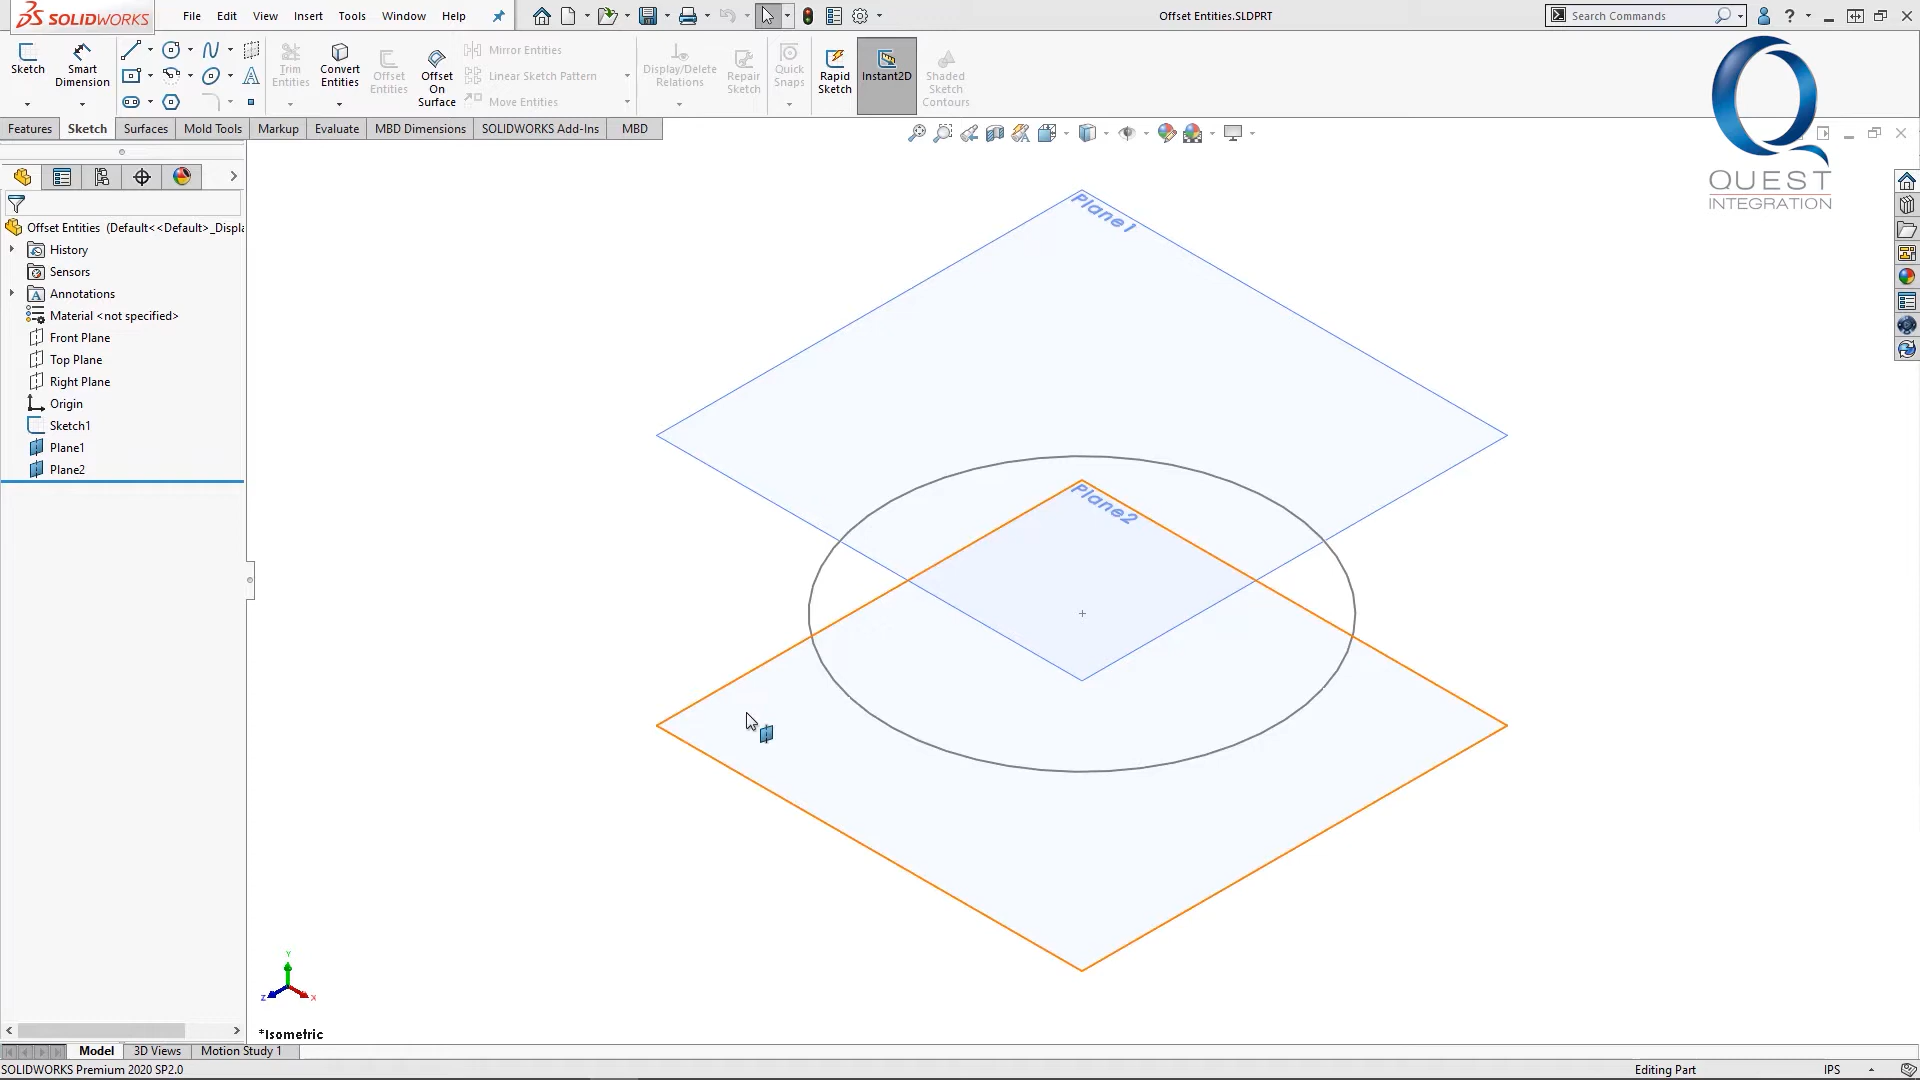 SOLIDWORKS File Edit View Insert Tools Window Help
Offset Entities.SLDPRT
Search Commands
Sketch
Smart
Dimension
Trim
Entities
Convert
Entities
Offset
Entities
Offset
On
Surface
Mirror Entities
Linear Sketch Pattern
Move Entities
Display/Delete
Relations
Repair
Sketch
Quick
Snaps
Rapid
Sketch
Instant2D
Shaded
Sketch
Contours
Features Sketch Surfaces Mold Tools Markup Evaluate MBD Dimensions SOLIDWORKS Add-Ins MBD
QUEST
INTEGRATION
Offset Entities (Default<<Default>_Displa
History
Sensors
Annotations
Material <not specified>
Front Plane
Top Plane
Right Plane
Origin
Sketch1
Plane1
Plane2
Plane1
Plane2
Y
Z X
*Isometric
Model 3D Views Motion Study 1
SOLIDWORKS Premium 2020 SP2.0
Editing Part
IPS